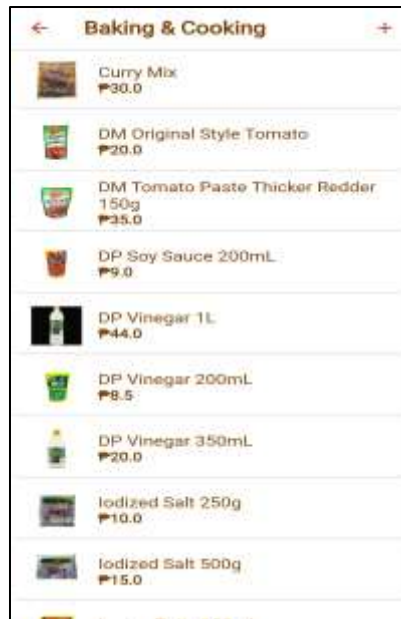 ← Baking & Cooking +
Curry Mix
₱30.0
DM Original Style Tomato
₱20.0
DM Tomato Paste Thicker Redder
150g
₱35.0
DP Soy Sauce 200mL
₱9.0
DP Vinegar 1L
₱44.0
DP Vinegar 200mL
₱8.5
DP Vinegar 350mL
₱20.0
Iodized Salt 250g
₱10.0
Iodized Salt 500g
₱15.0